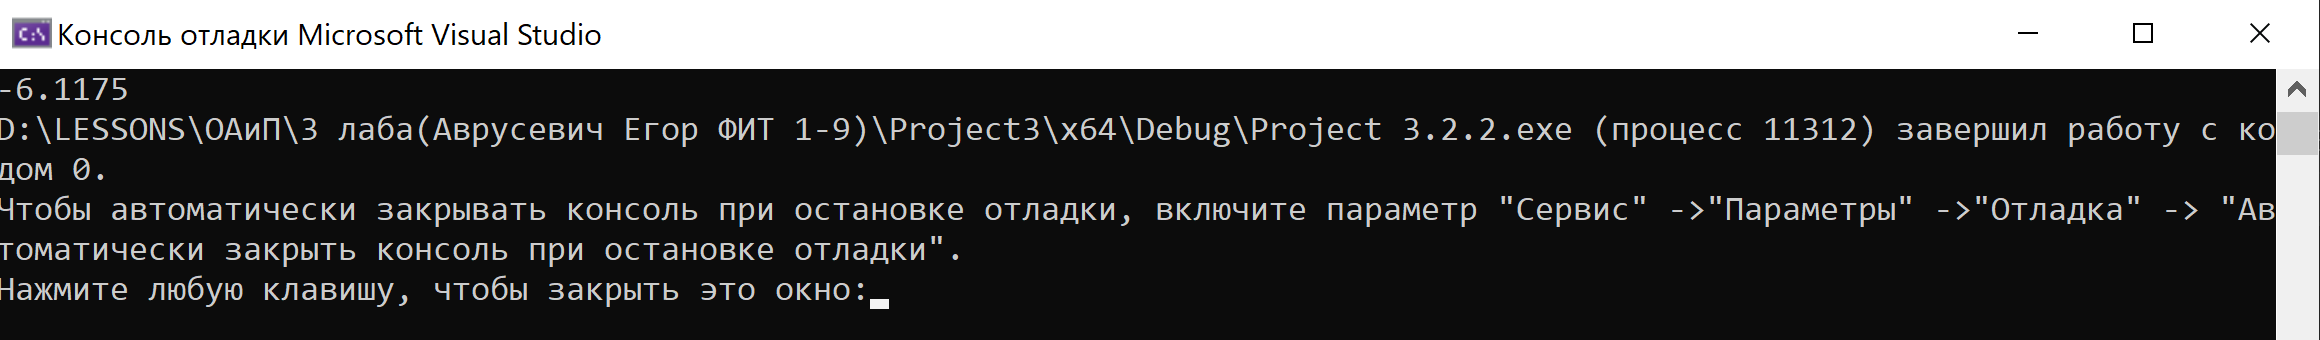 Консоль отладки Microsoft Visual Studio
-6.1175
D:\LESSONS\ОАиП\3 лаба(Аврусевич Егор ФИТ 1-9)\Project3\x64\Debug\Project 3.2.2.exe (процесс 11312) завершил работу с ко
дом 0.
Чтобы автоматически закрывать консоль при остановке отладки, включите параметр "Сервис" ->"Параметры" ->"Отладка" -> "Ав
томатически закрыть консоль при остановке отладки".
Нажмите любую клавишу, чтобы закрыть это окно: